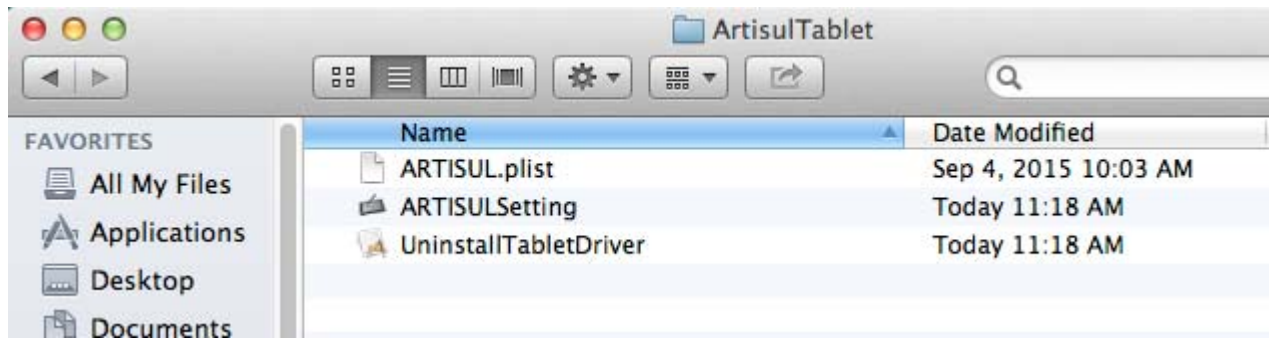 ArtisulTablet
FAVORITES
All My Files
Applications
Desktop
Documents
Name Date Modified
ARTISUL.plist Sep 4, 2015 10:03 AM
ARTISULSetting Today 11:18 AM
UninstallTabletDriver Today 11:18 AM